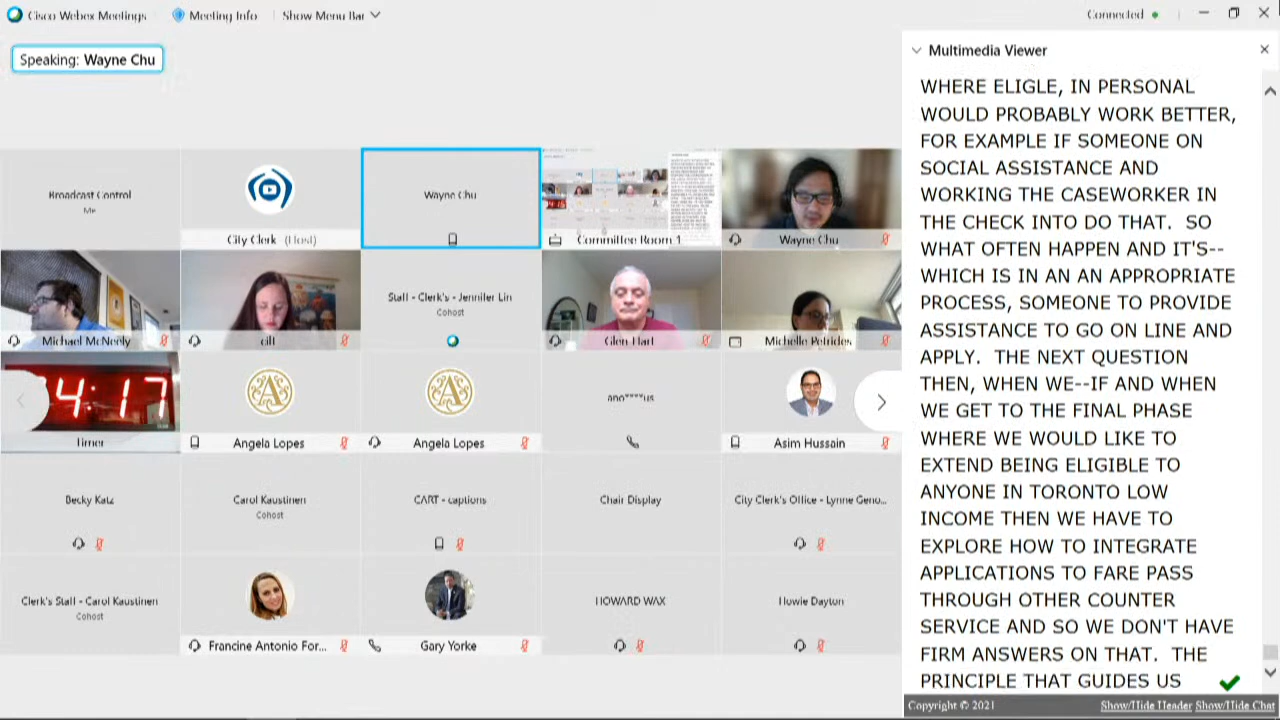 Cisco Webex Meetings
Meeting Info
Show Menu Bar
Connected
Speaking: Wayne Chu
Broadcast Control
Me
City Clerk (Host)
Wayne Chu
Committee Room 1
Wayne Chu
Michael McNeely
Staff - Clerk's - Jennifer Lin
Cohost
Glen Hart
Michelle Petrides
4:17
Timer
Angela Lopes
Angela Lopes
ano****us
Asim Hussain
Becky Katz
Carol Kaustinen
Cohost
CART - captions
Chair Display
City Clerk's Office - Lynne Geno...
Clerk's Staff - Carol Kaustinen
Cohost
Francine Antonio For...
Gary Yorke
HOWARD WAX
Howie Dayton
Multimedia Viewer
WHERE ELIGLE, IN PERSONAL
WOULD PROBABLY WORK BETTER,
FOR EXAMPLE IF SOMEONE ON
SOCIAL ASSISTANCE AND
WORKING THE CASEWORKER IN
THE CHECK INTO DO THAT. SO
WHAT OFTEN HAPPEN AND IT'S--
WHICH IS IN AN AN APPROPRIATE
PROCESS, SOMEONE TO PROVIDE
ASSISTANCE TO GO ON LINE AND
APPLY. THE NEXT QUESTION
THEN, WHEN WE--IF AND WHEN
WE GET TO THE FINAL PHASE
WHERE WE WOULD LIKE TO
EXTEND BEING ELIGIBLE TO
ANYONE IN TORONTO LOW
INCOME THEN WE HAVE TO
EXPLORE HOW TO INTEGRATE
APPLICATIONS TO FARE PASS
THROUGH OTHER COUNTER
SERVICE AND SO WE DON'T HAVE
FIRM ANSWERS ON THAT. THE
PRINCIPLE THAT GUIDES US
Copyright © 2021
Show/Hide Header Show/Hide Chat